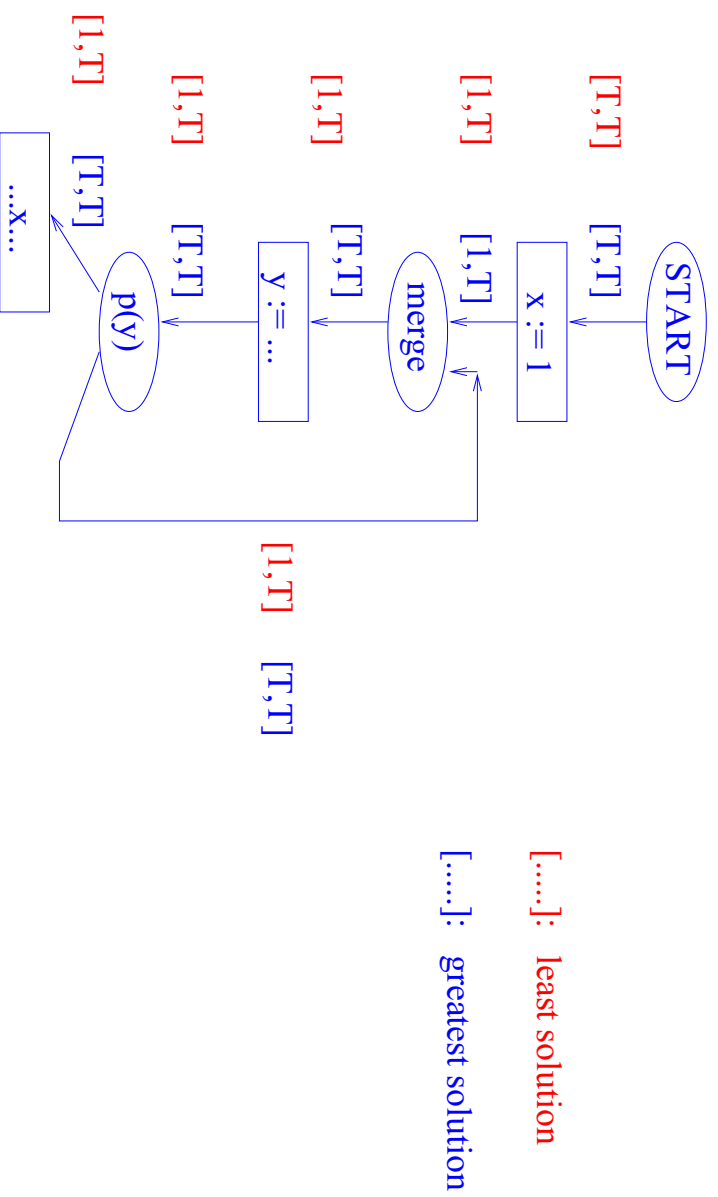 START
[T,T] [T,T]
x := 1
[.....]: least solution
[1,T] [1,T]
[.....]: greatest solution
merge
[1,T] [T,T]
y := ...
[1,T] [T,T]
[1,T] [T,T]
p(y)
[1,T] [T,T]
...x...